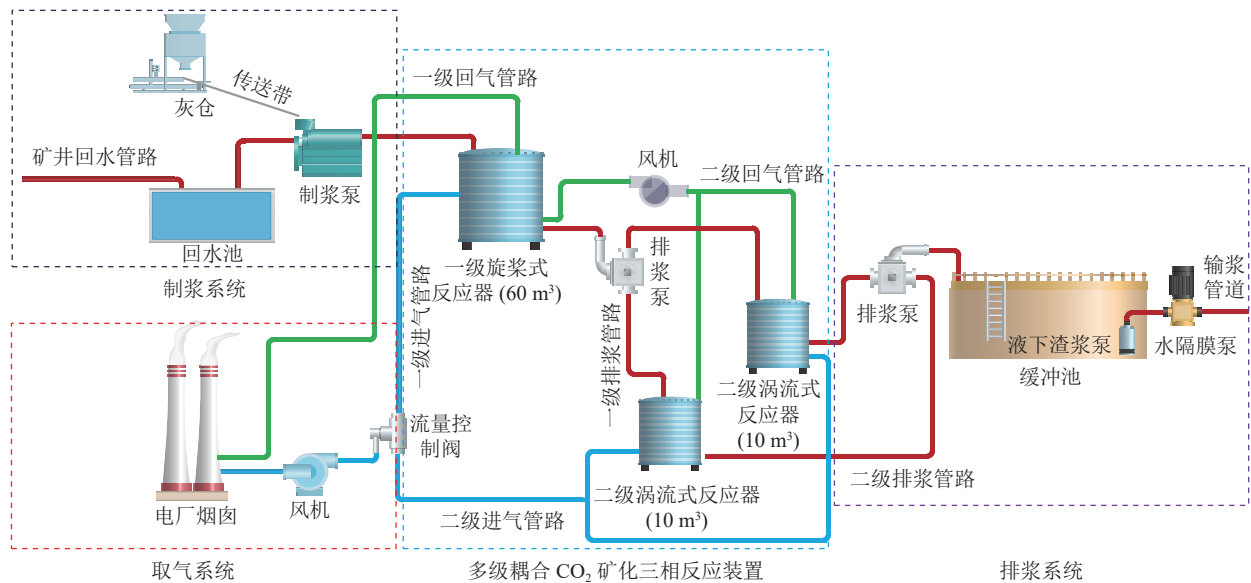 灰仓
传送带
矿井回水管路
制浆泵
回水池
制浆系统
一级回气管路
风机
二级回气管路
一级旋桨式
反应器 (60 m³)
排
浆
泵
一级进气管路
一级排浆管路
二级涡流式
反应器
(10 m³)
流量控
制阀
二级涡流式反应器
(10 m³)
二级进气管路
电厂烟囱
风机
排浆泵
输浆
管道
液下渣浆泵
水隔膜泵
缓冲池
二级排浆管路
取气系统
多级耦合 CO₂ 矿化三相反应装置
排浆系统